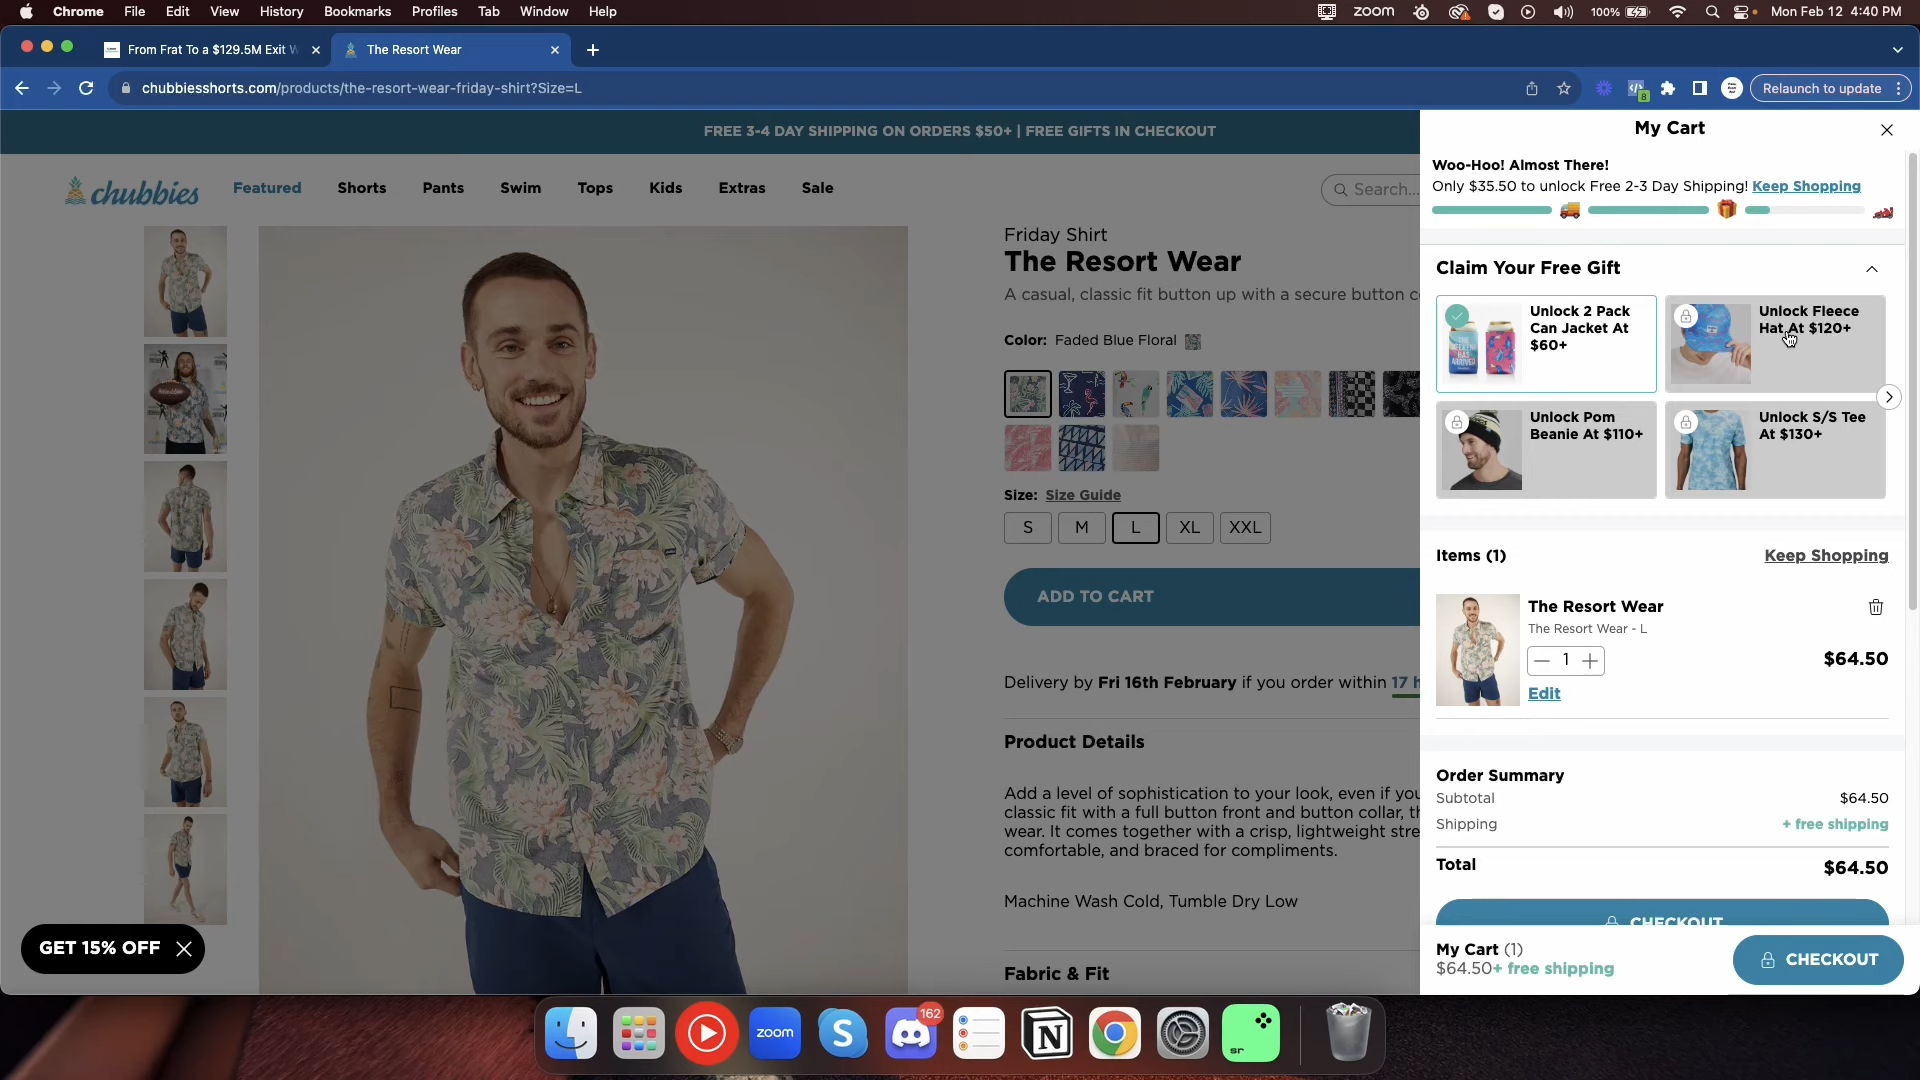 Chrome File Edit View History Bookmarks Profiles Tab Window Help
zoom 100% Mon Feb 12 4:40 PM
From Frat To a $129.5M Exit W
The Resort Wear
chubbiesshorts.com/products/the-resort-wear-friday-shirt?Size=L
8
Relaunch to update
FREE 3-4 DAY SHIPPING ON ORDERS $50+ | FREE GIFTS IN CHECKOUT
chubbies
Featured Shorts Pants Swim Tops Kids Extras Sale
Search...
Friday Shirt
The Resort Wear
A casual, classic fit button up with a secure button c
Color: Faded Blue Floral
Size: Size Guide
S M L XL XXL
ADD TO CART
Delivery by Fri 16th February if you order within 17 h
Product Details
Add a level of sophistication to your look, even if you
classic fit with a full button front and button collar, th
wear. It comes together with a crisp, lightweight stre
comfortable, and braced for compliments.
Machine Wash Cold, Tumble Dry Low
Fabric & Fit
GET 15% OFF
My Cart
Woo-Hoo! Almost There!
Only $35.50 to unlock Free 2-3 Day Shipping! Keep Shopping
Claim Your Free Gift
Unlock 2 Pack
Can Jacket At
$60+
Unlock Fleece
Hat At $120+
Unlock Pom
Beanie At $110+
Unlock S/S Tee
At $130+
Items (1)
Keep Shopping
The Resort Wear
The Resort Wear - L
1
$64.50
Edit
Order Summary
Subtotal $64.50
Shipping + free shipping
Total $64.50
CHECKOUT
My Cart (1)
$64.50+ free shipping
CHECKOUT
zoom
S
162
N
sr